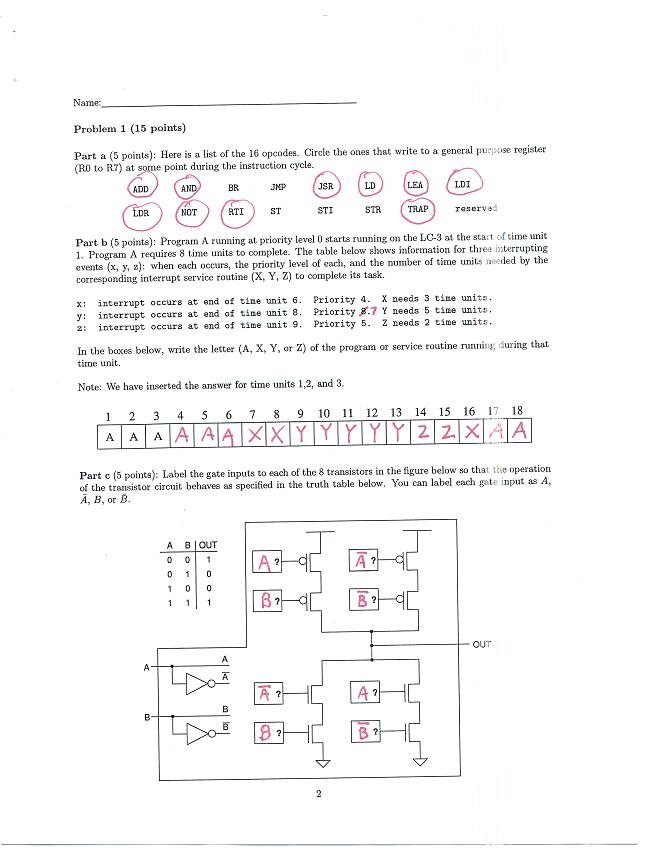 Name:
Problem 1 (15 points)
Part a (5 points): Here is a list of the 16 opcodes. Circle the ones that write to a general purpose register
(R0 to R7) at some point during the instruction cycle.
ADD AND BR JMP JSR LD LEA LDI
LDR NOT RTI ST STI STR TRAP reserved
Part b (5 points): Program A running at priority level 0 starts running on the LC-3 at the start of time unit
1. Program A requires 8 time units to complete. The table below shows information for three interrupting
events (x, y, z): when each occurs, the priority level of each, and the number of time units needed by the
corresponding interrupt service routine (X, Y, Z) to complete its task.
x: interrupt occurs at end of time unit 6. Priority 4. X needs 3 time units.
y: interrupt occurs at end of time unit 8. Priority .7 Y needs 5 time units.
z: interrupt occurs at end of time unit 9. Priority 5. Z needs 2 time units.
In the boxes below, write the letter (A, X, Y, or Z) of the program or service routine running during that
time unit.
Note: We have inserted the answer for time units 1,2, and 3.
1 2 3 4 5 6 7 8 9 10 11 12 13 14 15 16 17 18
A A A A A A X X Y Y Y Y Y Z Z X A A
Part c (5 points): Label the gate inputs to each of the 8 transistors in the figure below so that the operation
of the transistor circuit behaves as specified in the truth table below. You can label each gate input as A,
Ā, B, or B̄.
A B OUT
0 0 1
0 1 0
1 0 0
1 1 1
A ? Ā ?
B ? B̄ ?
OUT
A A
Ā
Ā ? A ?
B B
B̄
B ? B̄ ?
2